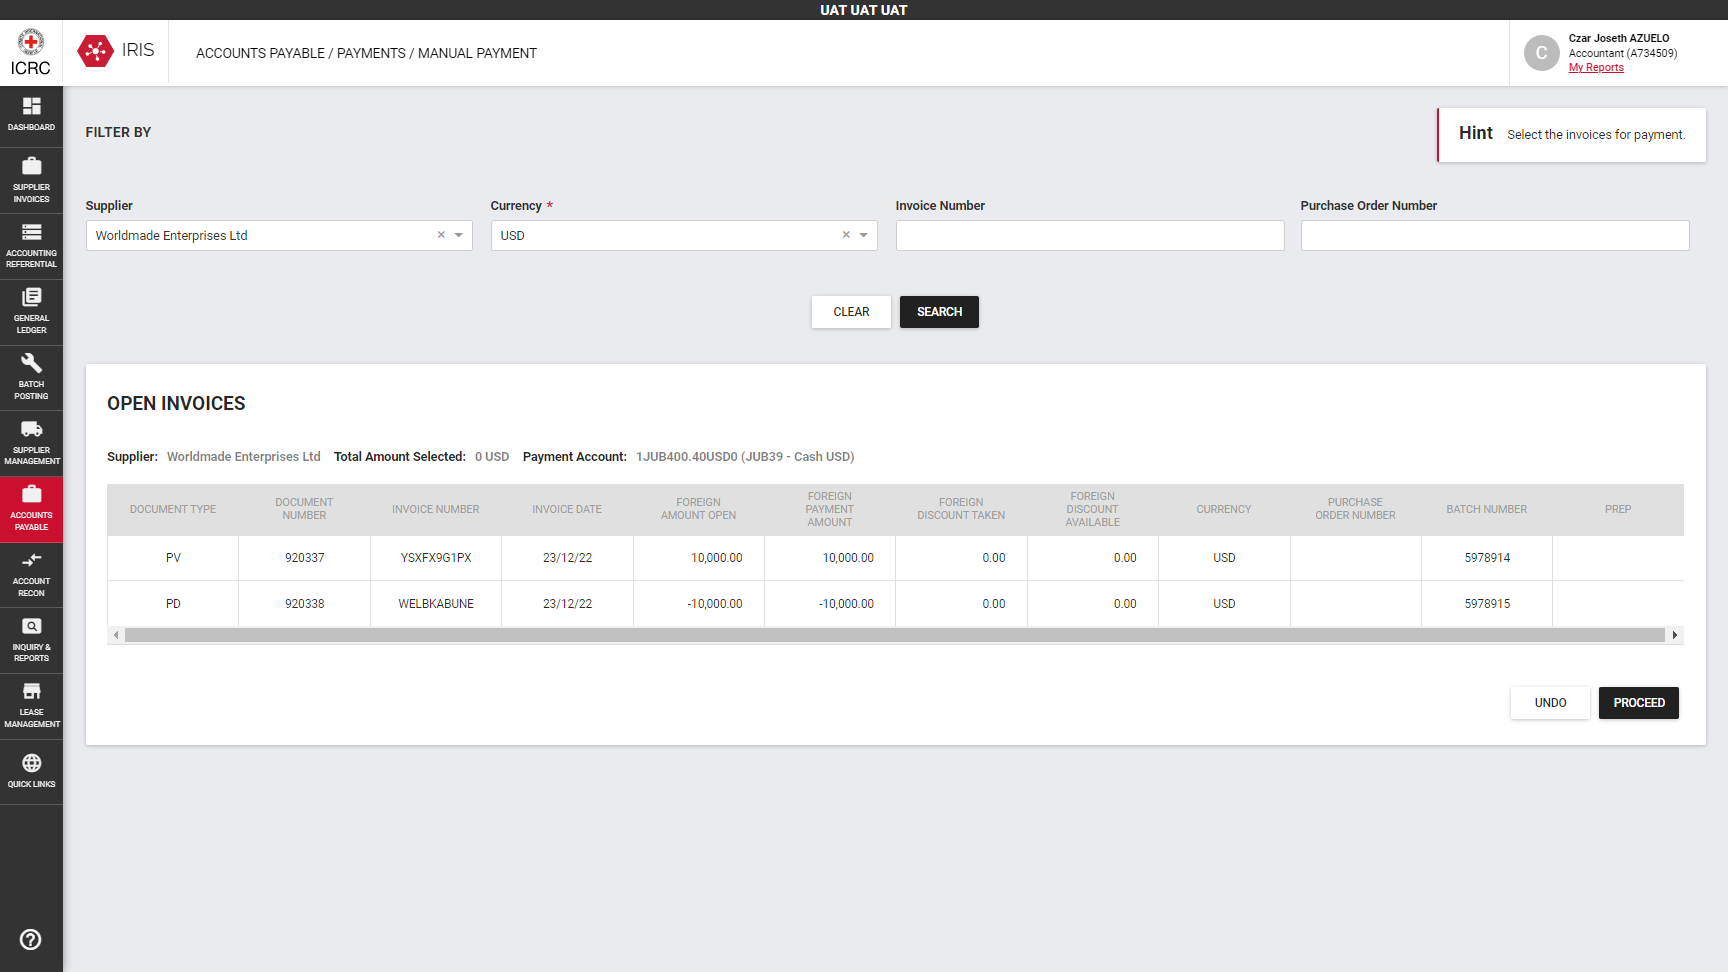 UAT UAT UAT
ICRC
IRIS
ACCOUNTS PAYABLE / PAYMENTS / MANUAL PAYMENT
C
Czar Joseth AZUELO
Accountant (A734509)
My Reports
DASHBOARD
SUPPLIER
INVOICES
ACCOUNTING
REFERENTIAL
GENERAL
LEDGER
BATCH
POSTING
SUPPLIER
MANAGEMENT
ACCOUNTS
PAYABLE
ACCOUNT
RECON
INQUIRY &
REPORTS
LEASE
MANAGEMENT
QUICK LINKS
FILTER BY
Hint Select the invoices for payment.
Supplier Currency * Invoice Number Purchase Order Number
Worldmade Enterprises Ltd × USD ×
CLEAR SEARCH
OPEN INVOICES
Supplier: Worldmade Enterprises Ltd Total Amount Selected: 0 USD Payment Account: 1JUB400.40USD0 (JUB39 - Cash USD)
DOCUMENT TYPE
DOCUMENT
NUMBER
INVOICE NUMBER
INVOICE DATE
FOREIGN
AMOUNT OPEN
FOREIGN
PAYMENT
AMOUNT
FOREIGN
DISCOUNT TAKEN
FOREIGN
DISCOUNT
AVAILABLE
CURRENCY
PURCHASE
ORDER NUMBER
BATCH NUMBER
PREP
PV 920337 YSXFX9G1PX 23/12/22 10,000.00 10,000.00 0.00 0.00 USD 5978914
PD 920338 WELBKABUNE 23/12/22 -10,000.00 -10,000.00 0.00 0.00 USD 5978915
UNDO PROCEED